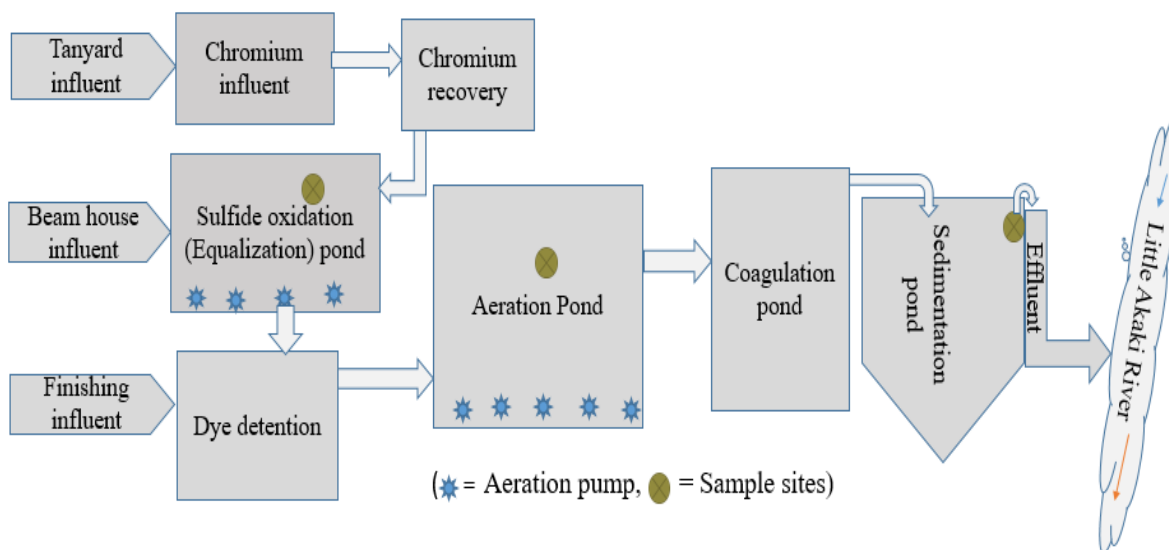 Tanyard
influent
Chromium
influent
Chromium
recovery
Beam house
influent
Sulfide oxidation
(Equalization) pond
Aeration Pond
Coagulation
pond
Sedimentation
pond
Effluent
Little Akaki River
Finishing
influent
Dye detention
(= Aeration pump, = Sample sites)